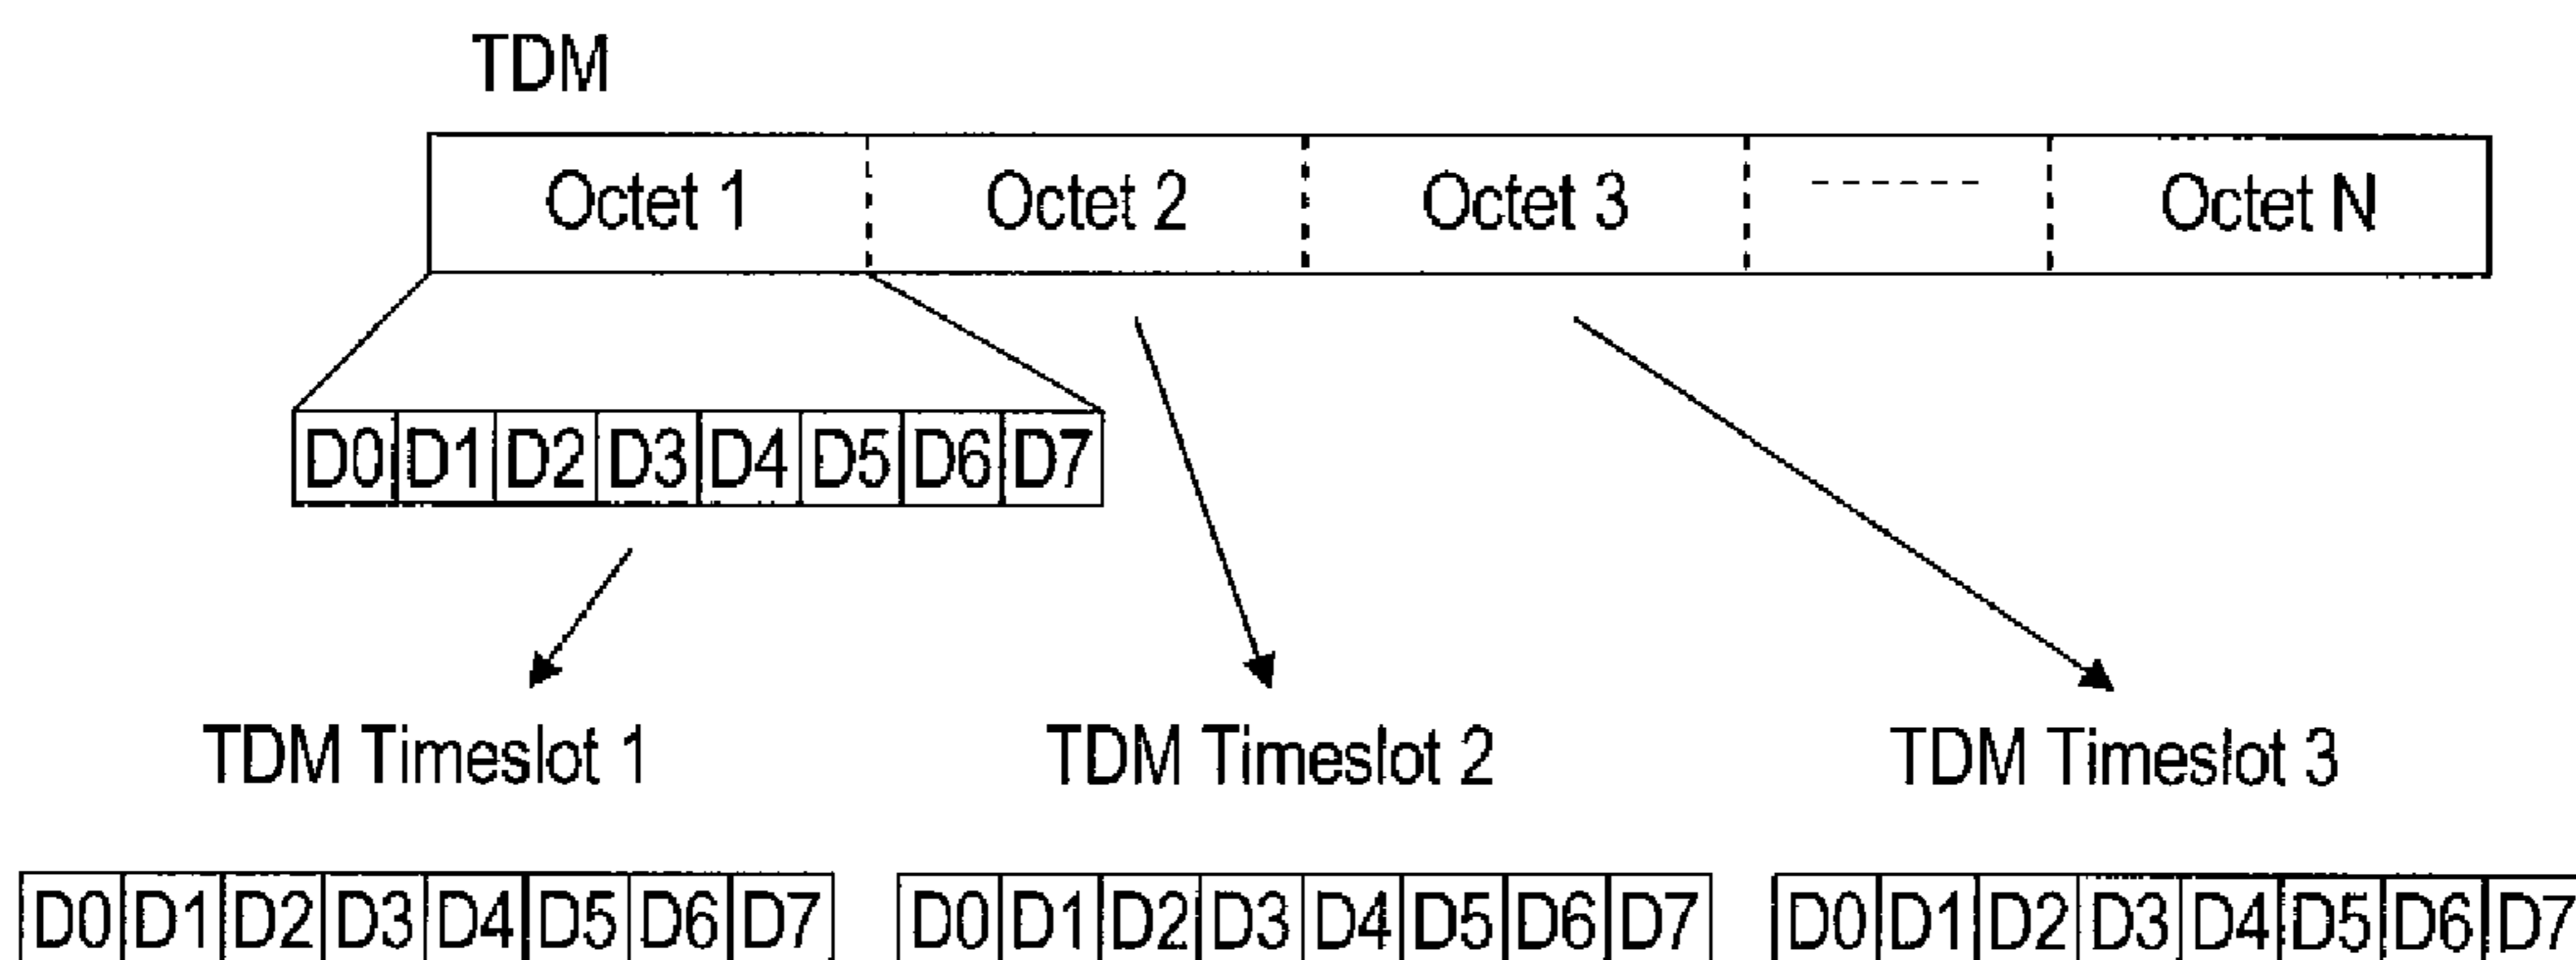 TDM
Octet 1 Octet 2 Octet 3 ------ Octet N
D0 D1 D2 D3 D4 D5 D6 D7
TDM Timeslot 1 TDM Timeslot 2 TDM Timeslot 3
D0 D1 D2 D3 D4 D5 D6 D7 D0 D1 D2 D3 D4 D5 D6 D7 D0 D1 D2 D3 D4 D5 D6 D7